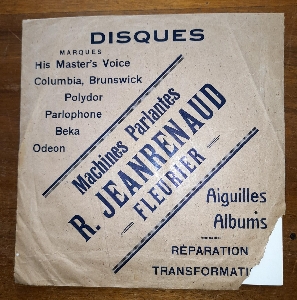 DISQUES
MARQUES
His Master's Voice
Columbia, Brunswick
Polydor
Parlophone
Beka
Odeon
Machines Parlantes
R. JEANRENAUD
— FLEURIER —
Aiguilles
Albums
RÉPARATION
TRANSFORMATI